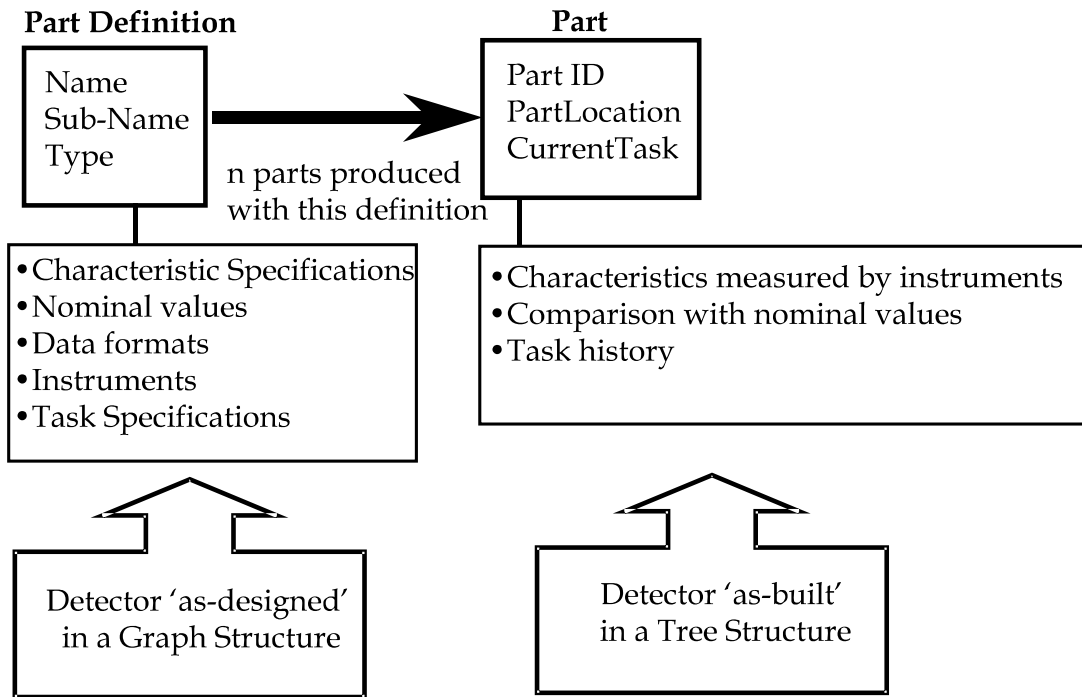 Part Definition
Name
Sub-Name
Type
n parts produced
with this definition
Part
Part ID
PartLocation
CurrentTask
•Characteristic Specifications
•Nominal values
•Data formats
•Instruments
•Task Specifications
•Characteristics measured by instruments
•Comparison with nominal values
•Task history
Detector ‘as-designed’
in a Graph Structure
Detector ‘as-built’
in a Tree Structure